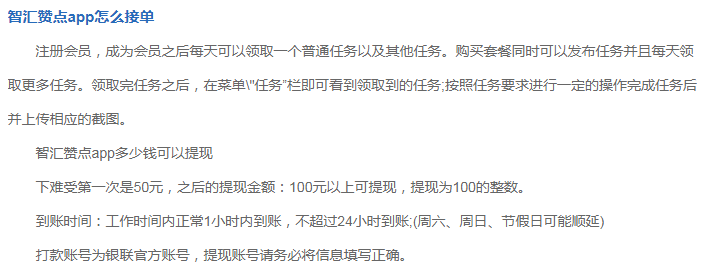 智汇赞点app怎么接单
注册会员，成为会员之后每天可以领取一个普通任务以及其他任务。购买套餐同时可以发布任务并且每天领
取更多任务。领取完任务之后，在菜单\"任务”栏即可看到领取到的任务;按照任务要求进行一定的操作完成任务后
并上传相应的截图。
智汇赞点app多少钱可以提现
下难受第一次是50元，之后的提现金额：100元以上可提现，提现为100的整数。
到账时间：工作时间内正常1小时内到账，不超过24小时到账;(周六、周日、节假日可能顺延)
打款账号为银联官方账号，提现账号请务必将信息填写正确。